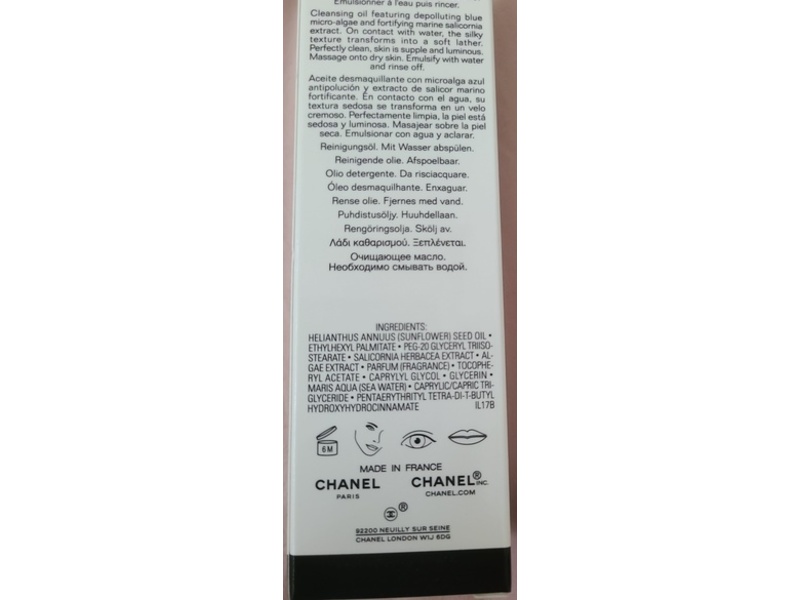 Emulsionner à l'eau puis rincer.
Cleansing oil featuring depolluting blue
micro-algae and fortifying marine salicornia
extract. On contact with water, the silky
texture transforms into a soft lather.
Perfectly clean, skin is supple and luminous.
Massage onto dry skin. Emulsify with water
and rinse off.
Aceite desmaquillante con microalga azul
antipolución y extracto de salicor marino
fortificante. En contacto con el agua, su
textura sedosa se transforma en un velo
cremoso. Perfectamente limpia, la piel está
sedosa y luminosa. Masajear sobre la piel
seca. Emulsionar con agua y aclarar.
Reinigungsöl. Mit Wasser abspülen.
Reinigende olie. Afspoelbaar.
Olio detergente. Da risciacquare.
Óleo desmaquilhante. Enxaguar.
Rense olie. Fjernes med vand.
Puhdistusöljy. Huuhdellaan.
Rengöringsolja. Skölj av.
Λάδι καθαρισμού. Ξεπλένεται.
Очищающее масло.
Необходимо смывать водой.
INGREDIENTS:
HELIANTHUS ANNUUS (SUNFLOWER) SEED OIL •
ETHYLHEXYL PALMITATE • PEG-20 GLYCERYL TRIISO-
STEARATE • SALICORNIA HERBACEA EXTRACT • AL-
GAE EXTRACT • PARFUM (FRAGRANCE) • TOCOPHE-
RYL ACETATE • CAPRYLYL GLYCOL • GLYCERIN •
MARIS AQUA (SEA WATER) • CAPRYLIC/CAPRIC TRI-
GLYCERIDE • PENTAERYTHRITYL TETRA-DI-T-BUTYL
HYDROXYHYDROCINNAMATE IL17B
6M
MADE IN FRANCE
CHANEL CHANEL® INC.
PARIS CHANEL.COM
®
92200 NEUILLY SUR SEINE
CHANEL LONDON W1J 6DG